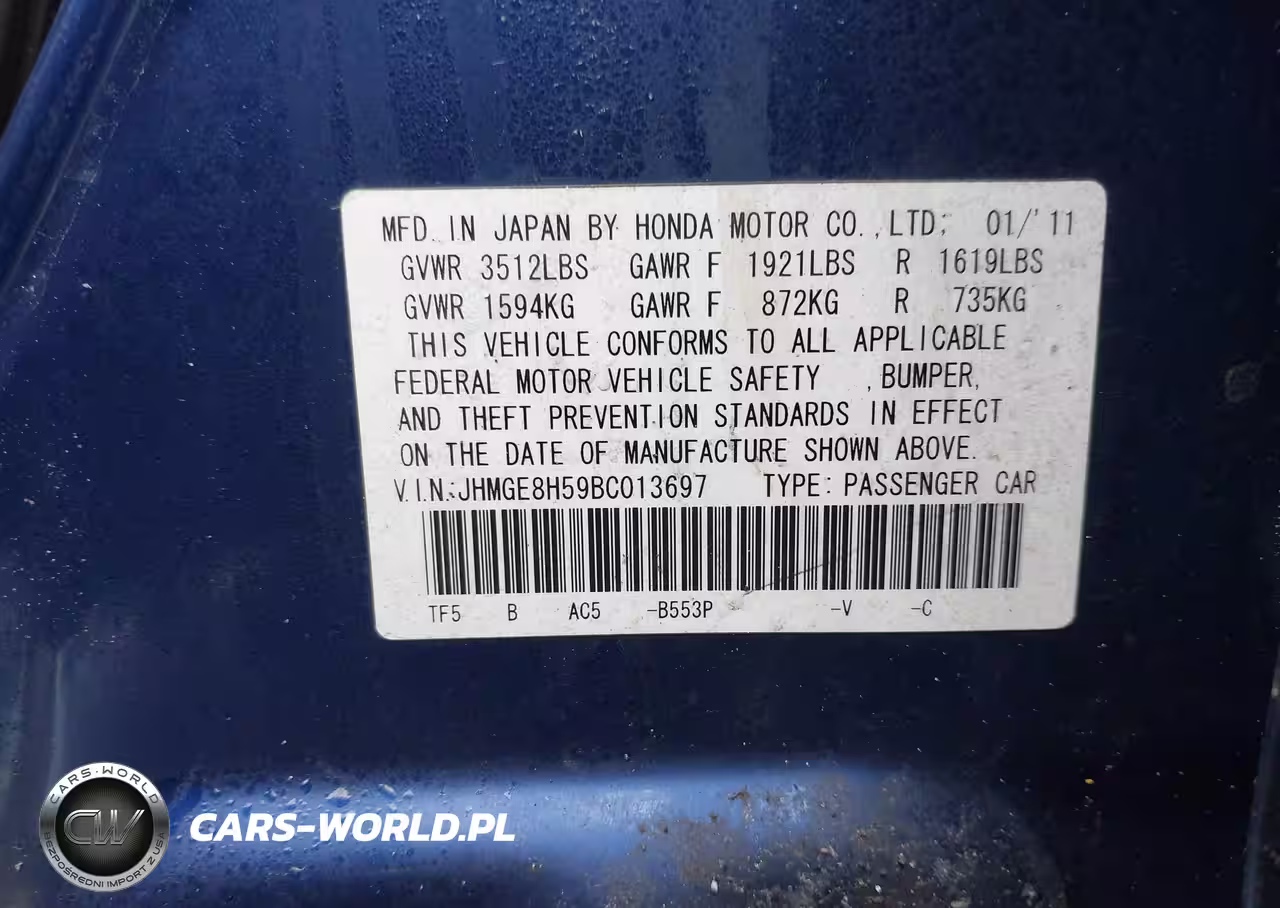 MFD. IN JAPAN BY HONDA MOTOR CO.,LTD; 01/'11
GVWR 3512LBS GAWR F 1921LBS R 1619LBS
GVWR 1594KG GAWR F 872KG R 735KG
THIS VEHICLE CONFORMS TO ALL APPLICABLE
FEDERAL MOTOR VEHICLE SAFETY ,BUMPER,
AND THEFT PREVENTION STANDARDS IN EFFECT
ON THE DATE OF MANUFACTURE SHOWN ABOVE.
V.I.N.:JHMGE8H59BC013697 TYPE: PASSENGER CAR
TF5 B AC5 -B553P -V -C
CARS-WORLD
CW
BEZPOŚREDNI IMPORT Z USA
CARS-WORLD.PL